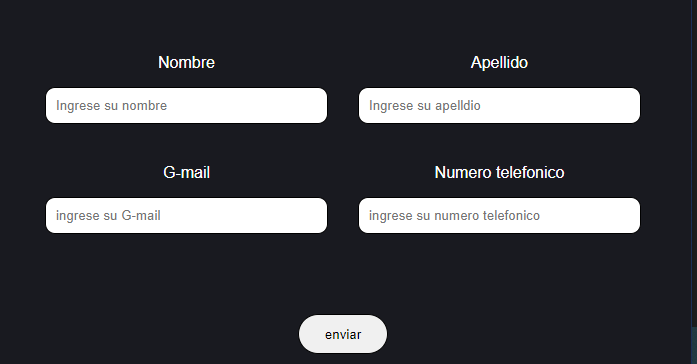 Nombre Apellido
Ingrese su nombre Ingrese su apelldio
G-mail Numero telefonico
ingrese su G-mail ingrese su numero telefonico
enviar